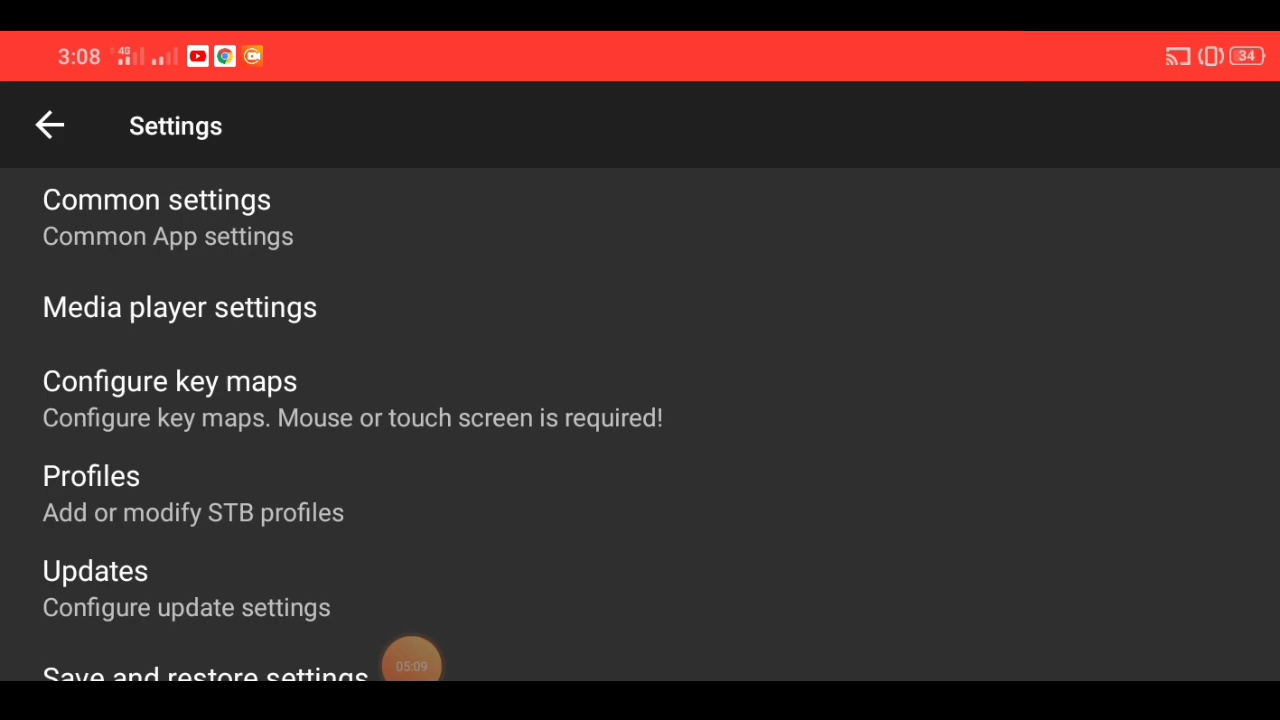 3:08 4G 34
Settings
Common settings
Common App settings
Media player settings
Configure key maps
Configure key maps. Mouse or touch screen is required!
Profiles
Add or modify STB profiles
Updates
Configure update settings
Save and restore settings
05:09